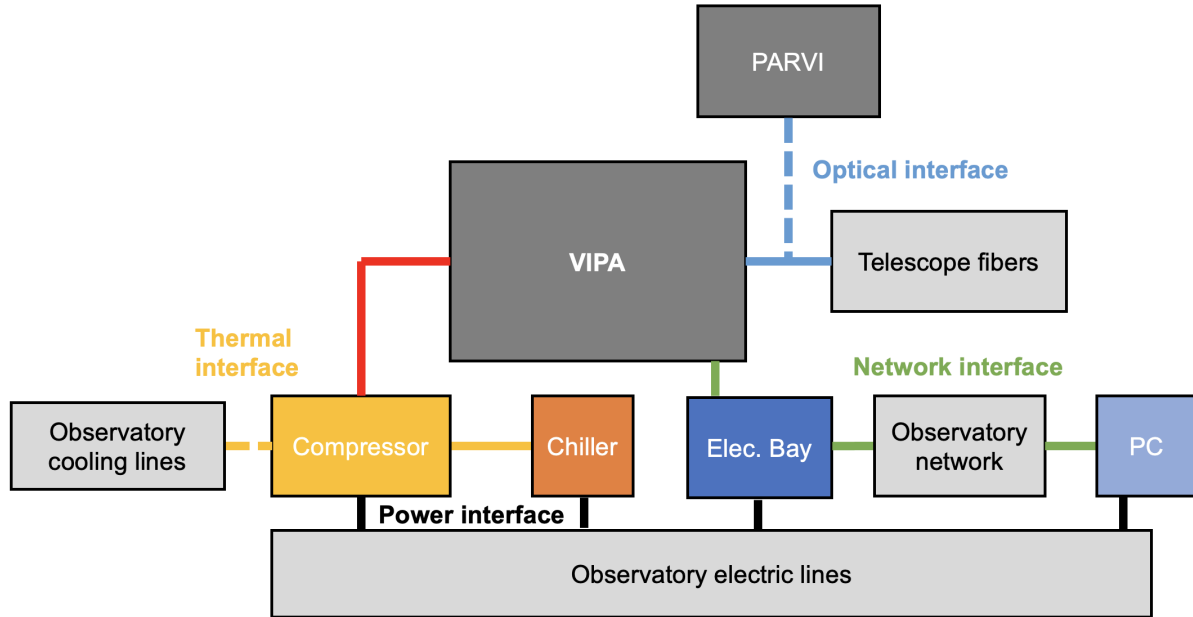 PARVI
Optical interface
VIPA
Telescope fibers
Thermal
interface
Network interface
Observatory
cooling lines
Compressor
Chiller
Elec. Bay
Observatory
network
PC
Power interface
Observatory electric lines